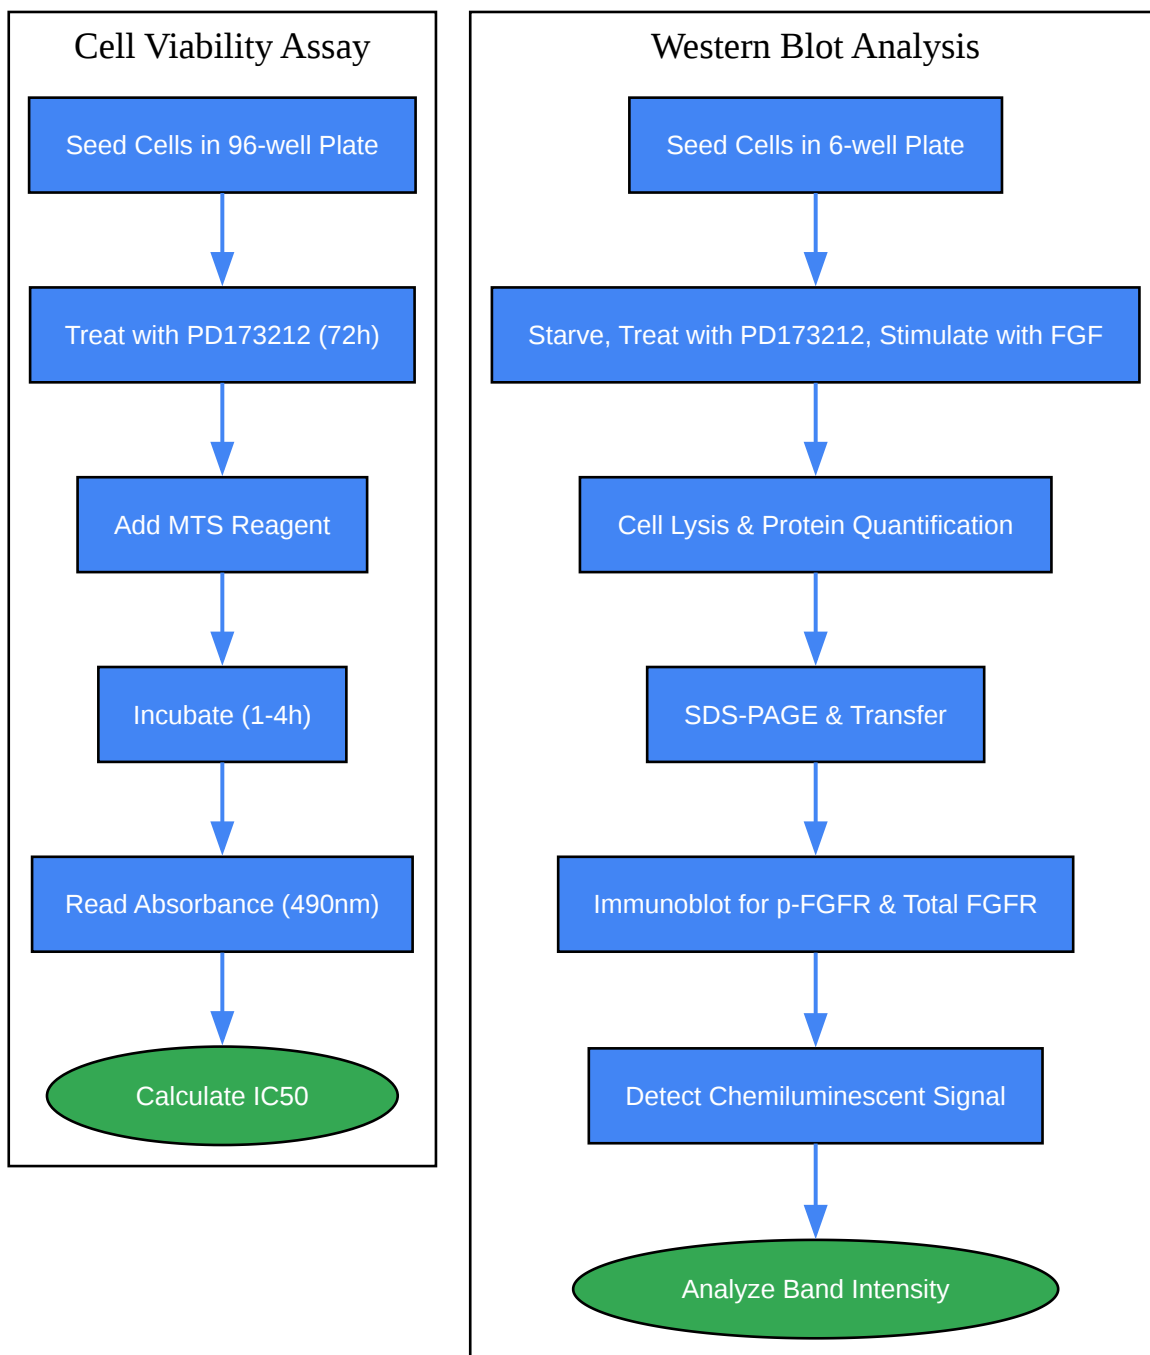 Cell Viability Assay
Seed Cells in 96-well Plate
Treat with PD173212 (72h)
Add MTS Reagent
Incubate (1-4h)
Read Absorbance (490nm)
Calculate IC50
Western Blot Analysis
Seed Cells in 6-well Plate
Starve, Treat with PD173212, Stimulate with FGF
Cell Lysis & Protein Quantification
SDS-PAGE & Transfer
Immunoblot for p-FGFR & Total FGFR
Detect Chemiluminescent Signal
Analyze Band Intensity